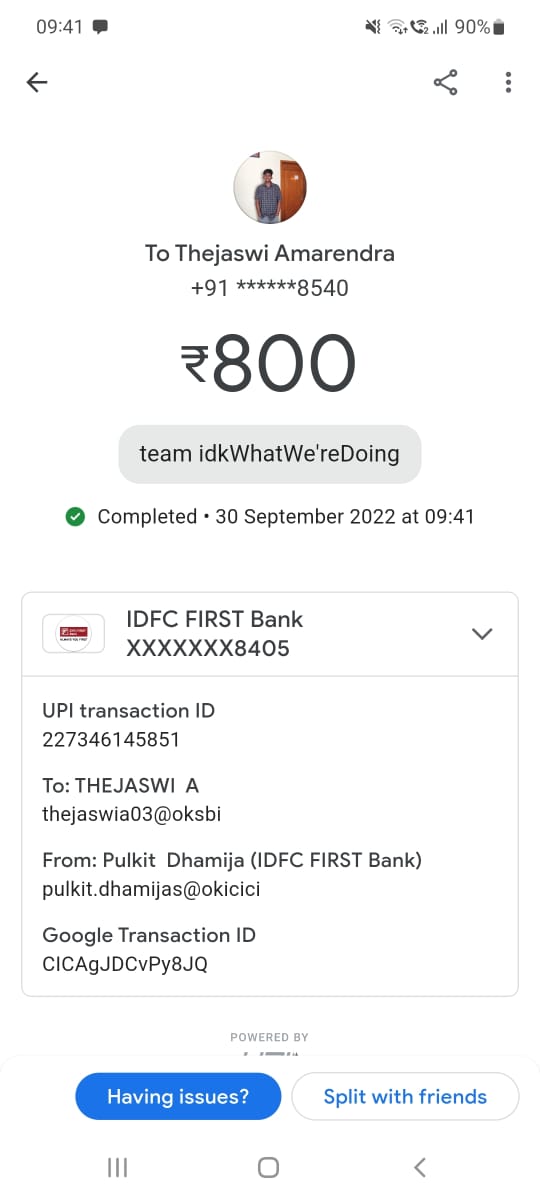 09:41
90%
To Thejaswi Amarendra
+91 ******8540
₹800
team idkWhatWe'reDoing
Completed • 30 September 2022 at 09:41
IDFC FIRST Bank
XXXXXXX8405
UPI transaction ID
227346145851
To: THEJASWI A
thejaswia03@oksbi
From: Pulkit Dhamija (IDFC FIRST Bank)
pulkit.dhamijas@okicici
Google Transaction ID
CICAgJDCvPy8JQ
POWERED BY
Having issues?
Split with friends